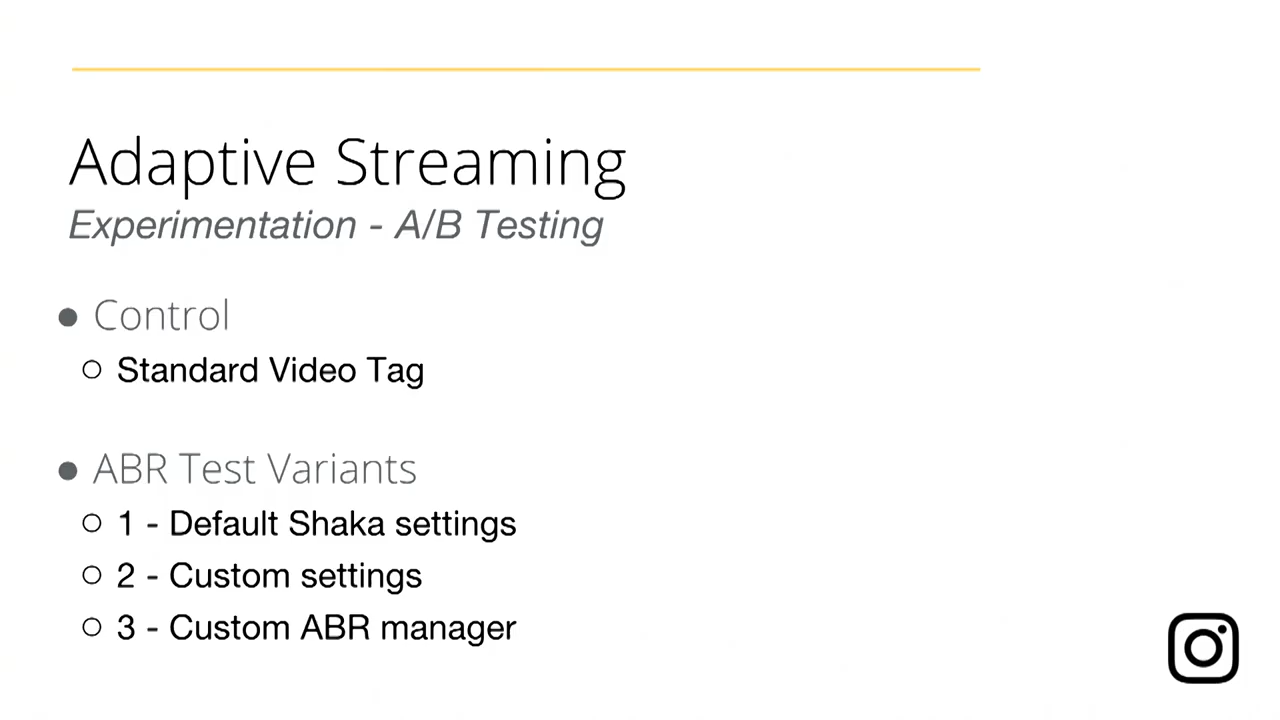 Adaptive Streaming
Experimentation - A/B Testing
● Control
○ Standard Video Tag
● ABR Test Variants
○ 1 - Default Shaka settings
○ 2 - Custom settings
○ 3 - Custom ABR manager